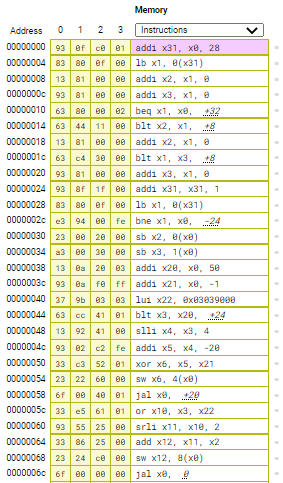 Memory
Address 0 1 2 3 Instructions
00000000 93 0f c0 01 addi x31, x0, 28
00000004 83 80 0f 00 lb x1, 0(x31)
00000008 13 81 00 00 addi x2, x1, 0
0000000c 93 81 00 00 addi x3, x1, 0
00000010 63 80 00 02 beq x1, x0, +32
00000014 63 44 11 00 blt x2, x1, +8
00000018 13 81 00 00 addi x2, x1, 0
0000001c 63 c4 30 00 blt x1, x3, +8
00000020 93 81 00 00 addi x3, x1, 0
00000024 93 8f 1f 00 addi x31, x31, 1
00000028 83 80 0f 00 lb x1, 0(x31)
0000002c e3 94 00 fe bne x1, x0, -24
00000030 23 00 20 00 sb x2, 0(x0)
00000034 a3 00 30 00 sb x3, 1(x0)
00000038 13 0a 20 03 addi x20, x0, 50
0000003c 93 0a f0 ff addi x21, x0, -1
00000040 37 9b 03 03 lui x22, 0x03039000
00000044 63 cc 41 01 blt x3, x20, +24
00000048 13 92 41 00 slli x4, x3, 4
0000004c 93 02 c2 fe addi x5, x4, -20
00000050 33 c3 52 01 xor x6, x5, x21
00000054 23 22 60 00 sw x6, 4(x0)
00000058 6f 00 40 01 jal x0, +20
0000005c 33 e5 61 01 or x10, x3, x22
00000060 93 55 25 00 srli x11, x10, 2
00000064 33 86 25 00 add x12, x11, x2
00000068 23 24 c0 00 sw x12, 8(x0)
0000006c 6f 00 00 00 jal x0, 0